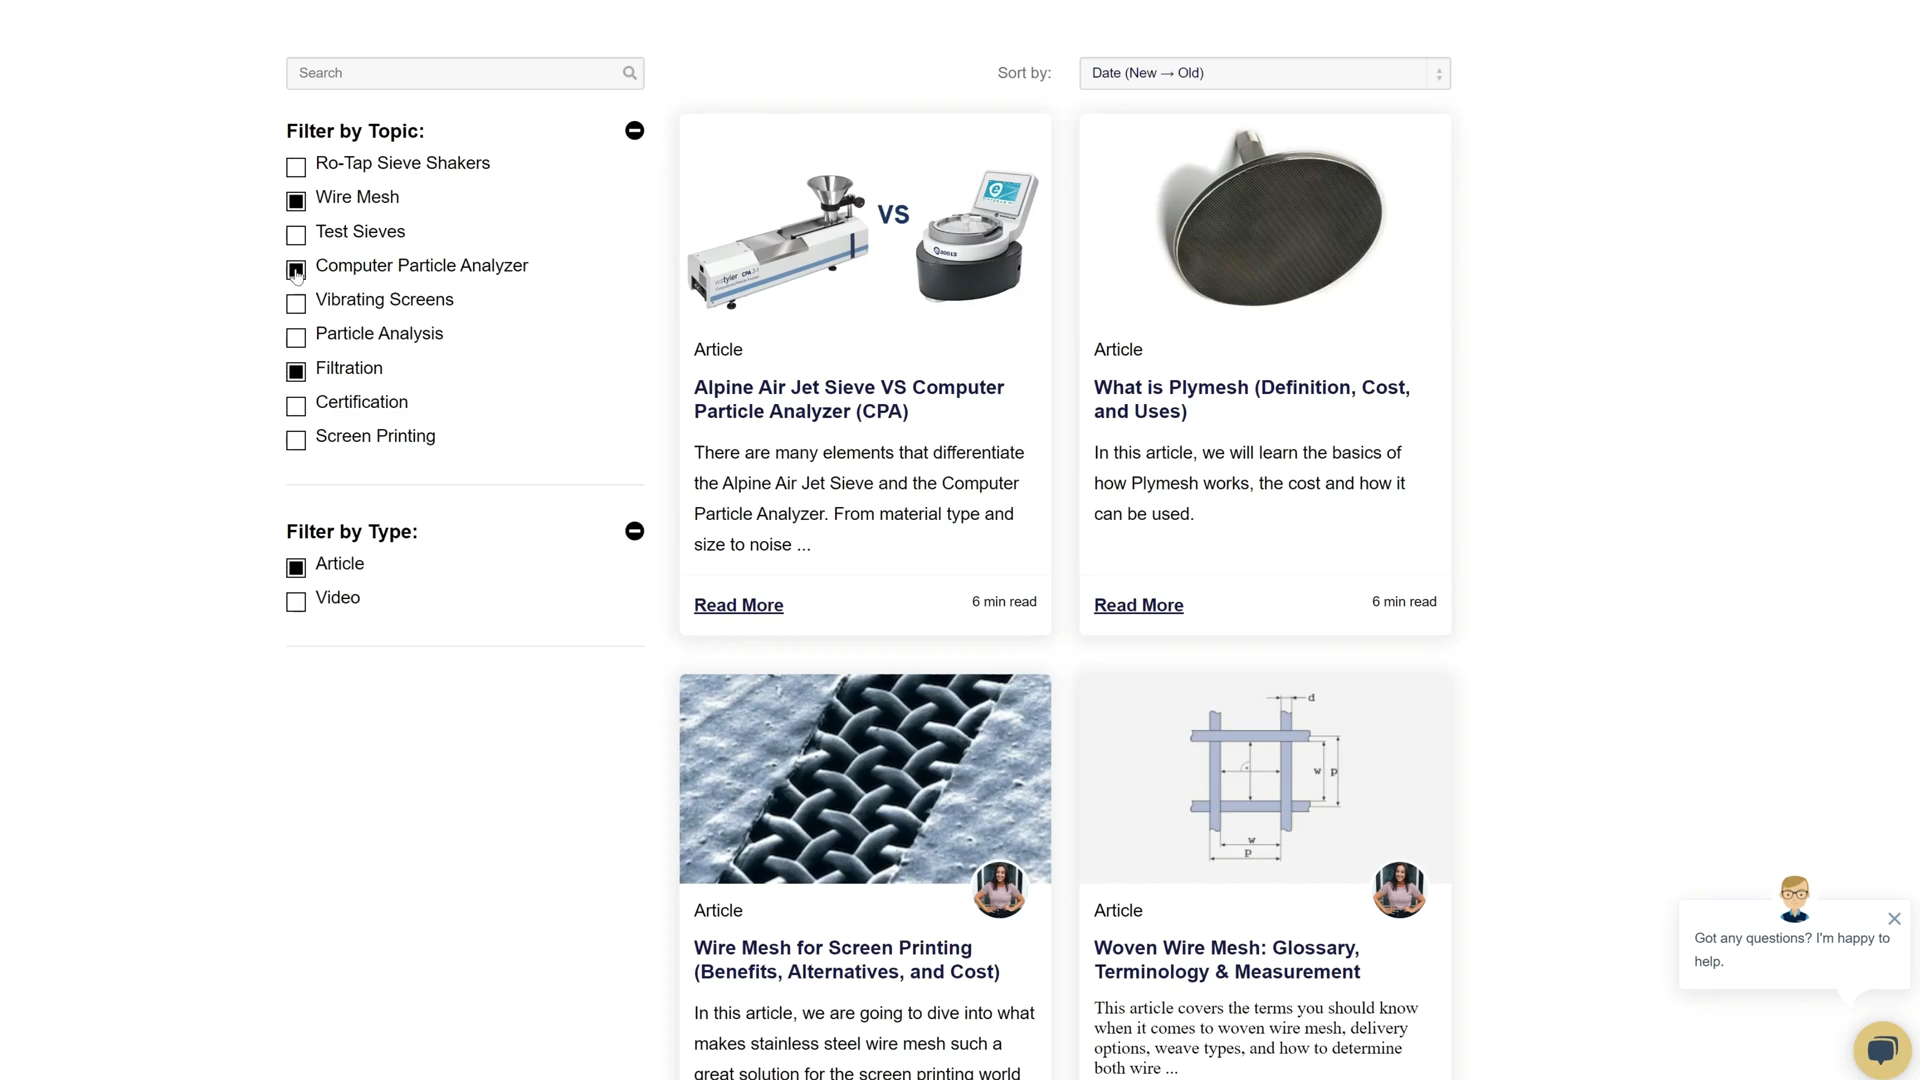 Search
Sort by:
Date (New → Old)
Filter by Topic:
Ro-Tap Sieve Shakers
Wire Mesh
Test Sieves
Computer Particle Analyzer
Vibrating Screens
Particle Analysis
Filtration
Certification
Screen Printing
Filter by Type:
Article
Video
VS
Article
Alpine Air Jet Sieve VS Computer
Particle Analyzer (CPA)
There are many elements that differentiate
the Alpine Air Jet Sieve and the Computer
Particle Analyzer. From material type and
size to noise ...
Read More
6 min read
Article
What is Plymesh (Definition, Cost,
and Uses)
In this article, we will learn the basics of
how Plymesh works, the cost and how it
can be used.
Read More
6 min read
Article
Wire Mesh for Screen Printing
(Benefits, Alternatives, and Cost)
In this article, we are going to dive into what
makes stainless steel wire mesh such a
great solution for the screen printing world
d
w p
w
p
Article
Woven Wire Mesh: Glossary,
Terminology & Measurement
This article covers the terms you should know
when it comes to woven wire mesh, delivery
options, weave types, and how to determine
both wire ...
Got any questions? I'm happy to
help.